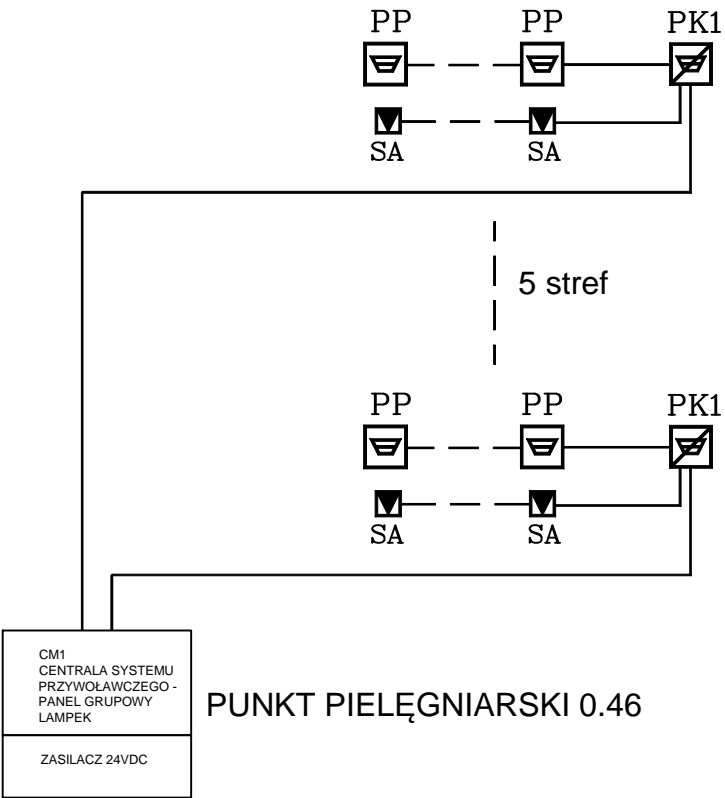 PP PP PK1
SA SA
5 stref
PP PP PK1
SA SA
CM1
CENTRALA SYSTEMU
PRZYWOŁAWCZEGO -
PANEL GRUPOWY
LAMPEK
PUNKT PIELĘGNIARSKI 0.46
ZASILACZ 24VDC